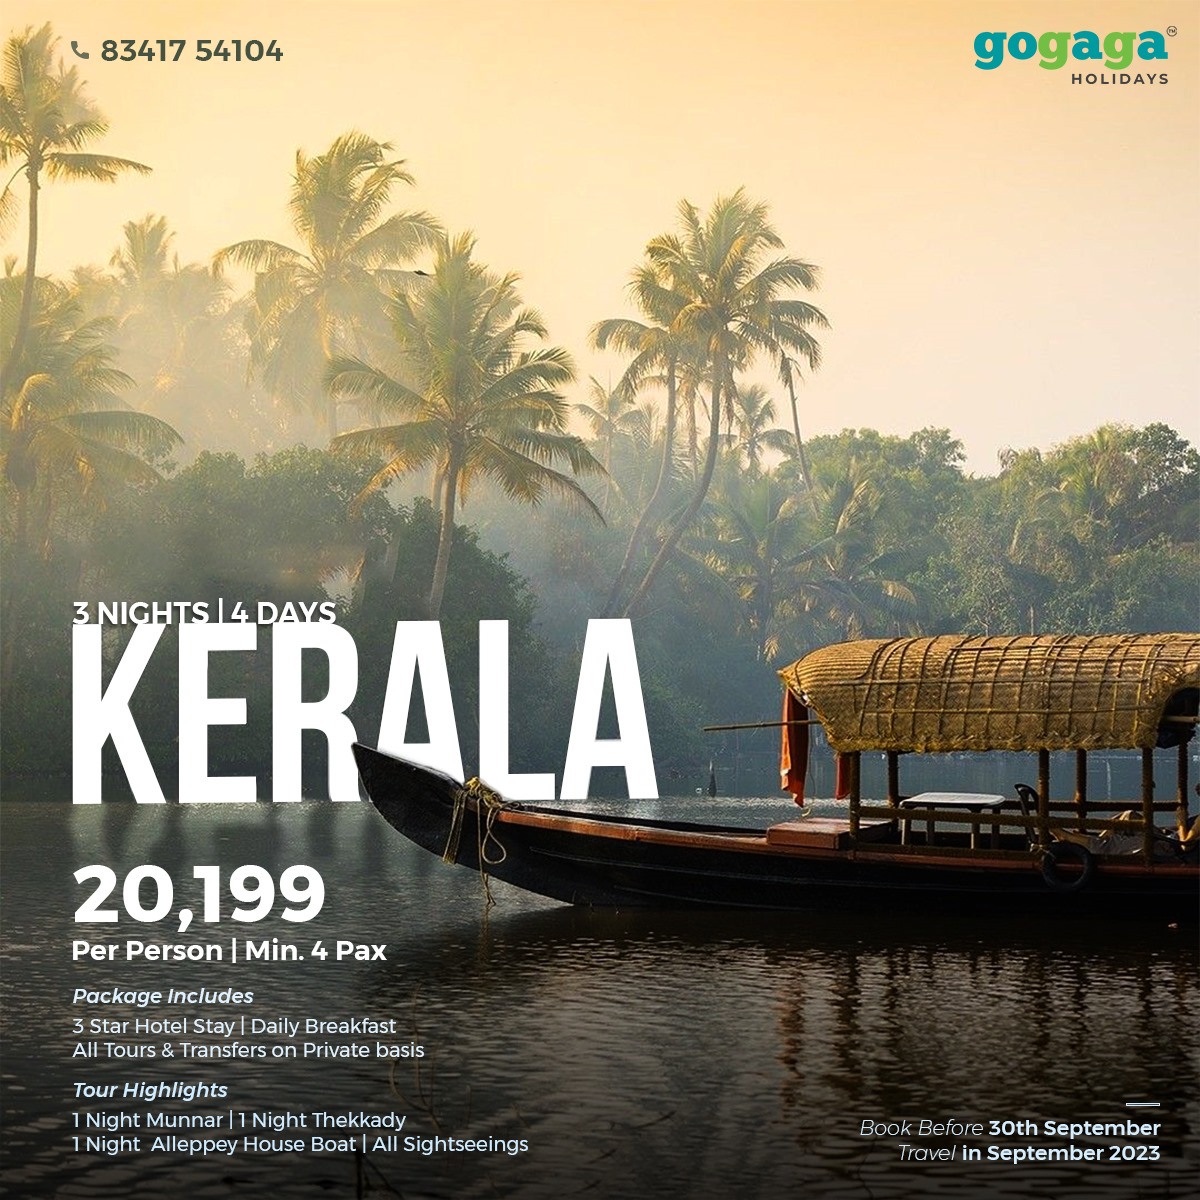 83417 54104
gogaga™
HOLIDAYS
3 NIGHTS | 4 DAYS
KERALA
20,199
Per Person | Min. 4 Pax
Package Includes
3 Star Hotel Stay | Daily Breakfast
All Tours & Transfers on Private basis
Tour Highlights
1 Night Munnar | 1 Night Thekkady
1 Night  Alleppey House Boat | All Sightseeings
Book Before 30th September
Travel in September 2023